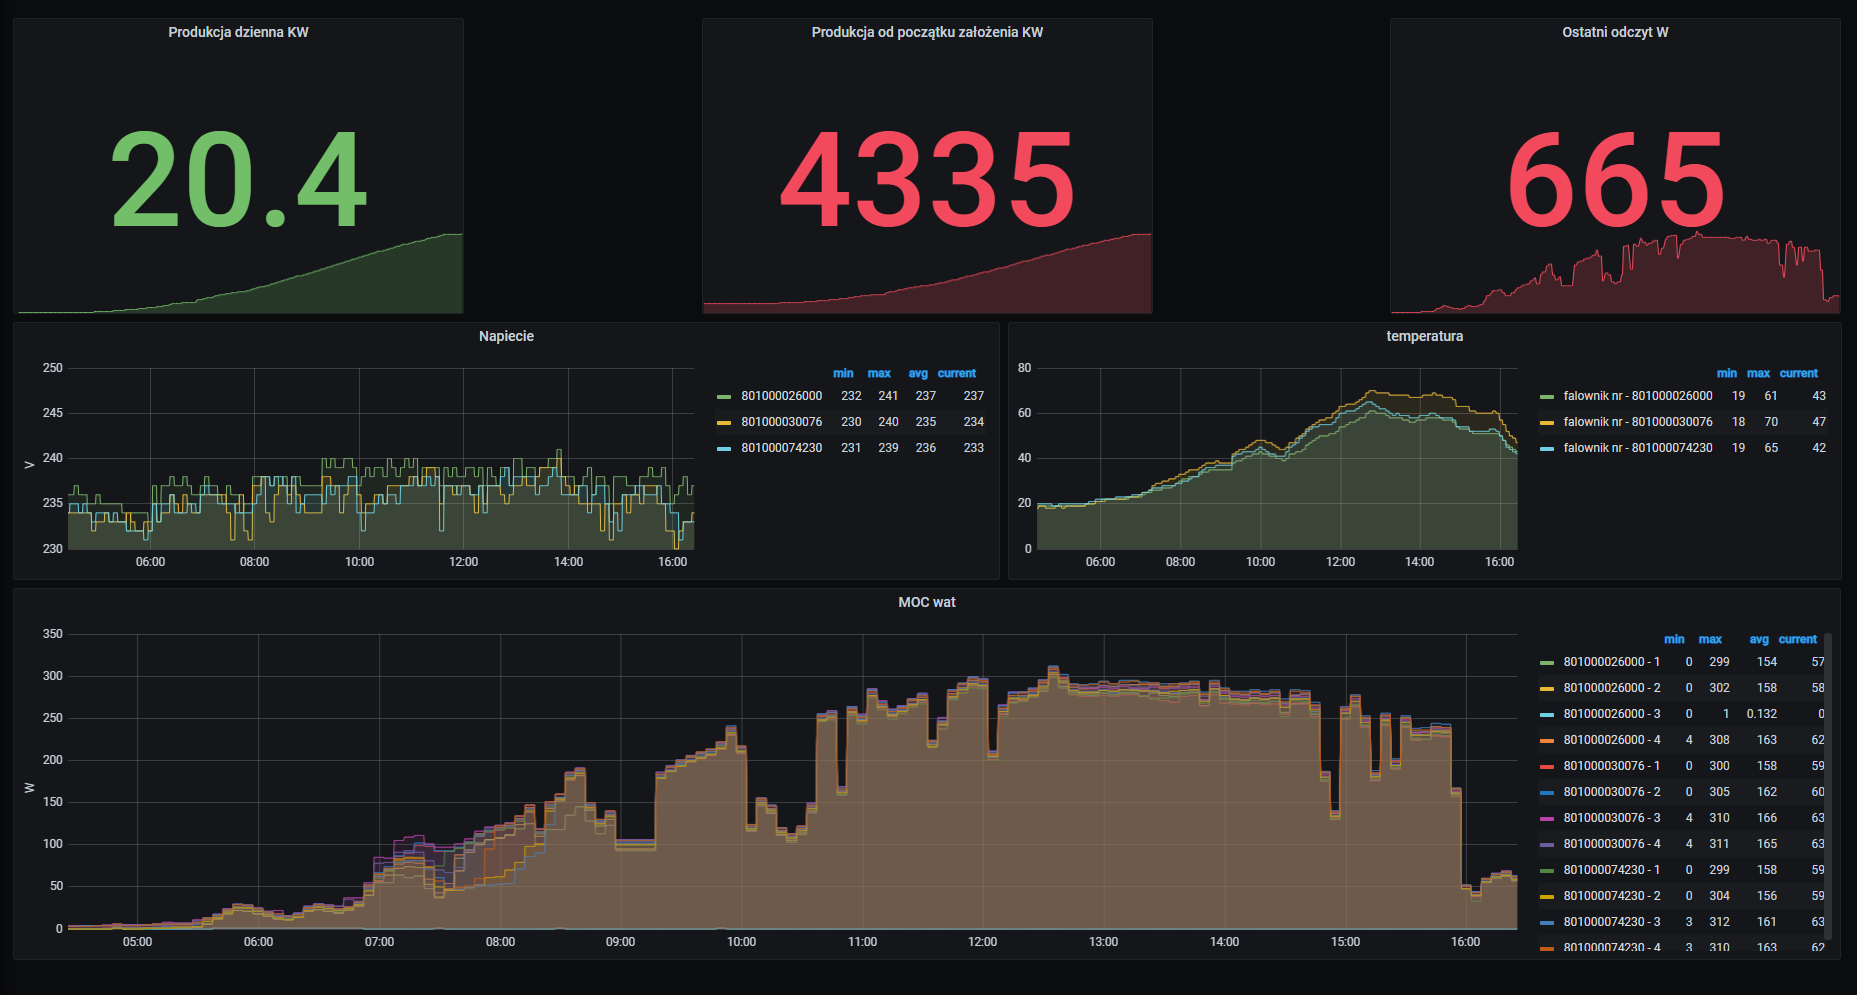 Produkcja dzienna KW
20.4
Produkcja od początku założenia KW
4335
Ostatni odczyt W
665
Napiecie
V
250
245
240
235
230
06:00 08:00 10:00 12:00 14:00 16:00
min max avg current
801000026000 232 241 237 237
801000030076 230 240 235 234
801000074230 231 239 236 233
temperatura
80
60
40
20
0
06:00 08:00 10:00 12:00 14:00 16:00
min max current
falownik nr - 801000026000 19 61 43
falownik nr - 801000030076 18 70 47
falownik nr - 801000074230 19 65 42
MOC wat
W
350
300
250
200
150
100
50
0
05:00 06:00 07:00 08:00 09:00 10:00 11:00 12:00 13:00 14:00 15:00 16:00
min max avg current
801000026000 - 1 0 299 154 57
801000026000 - 2 0 302 158 58
801000026000 - 3 0 1 0.132 0
801000026000 - 4 4 308 163 62
801000030076 - 1 0 300 158 59
801000030076 - 2 0 305 162 60
801000030076 - 3 4 310 166 63
801000030076 - 4 4 311 165 63
801000074230 - 1 0 299 158 59
801000074230 - 2 0 304 156 59
801000074230 - 3 3 312 161 63
801000074230 - 4 3 310 163 62